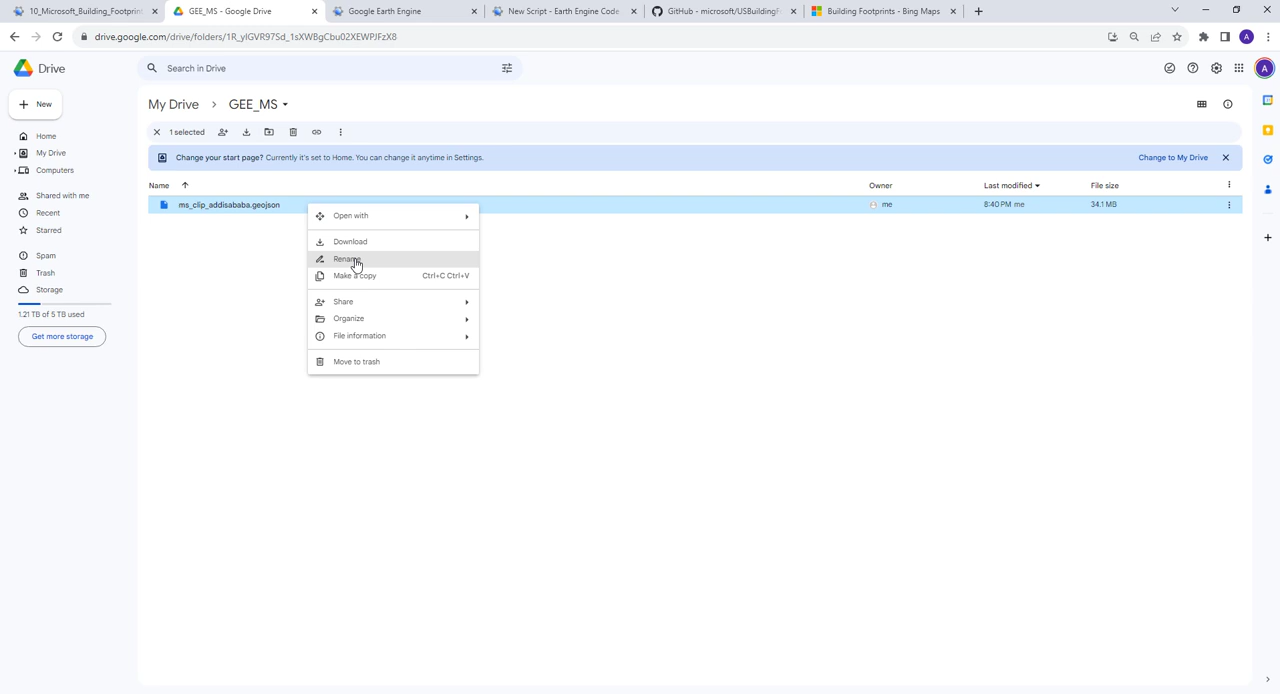 10_Microsoft_Building_Footprint
GEE_MS - Google Drive
Google Earth Engine
New Script - Earth Engine Code
GitHub - microsoft/USBuildingF
Building Footprints - Bing Maps
drive.google.com/drive/folders/1R_yIGVR97Sd_1sXWBgCbu02XEWPJFzX8
A
Drive
Search in Drive
A
New
My Drive > GEE_MS
1 selected
Home
My Drive
Computers
Shared with me
Recent
Starred
Spam
Trash
Storage
1.21 TB of 5 TB used
Get more storage
Change your start page? Currently it's set to Home. You can change it anytime in Settings.
Change to My Drive
Name
Owner
Last modified
File size
ms_clip_addisababa.geojson
me
8:40 PM me
34.1 MB
Open with
Download
Rename
Make a copy
Ctrl+C Ctrl+V
Share
Organize
File information
Move to trash